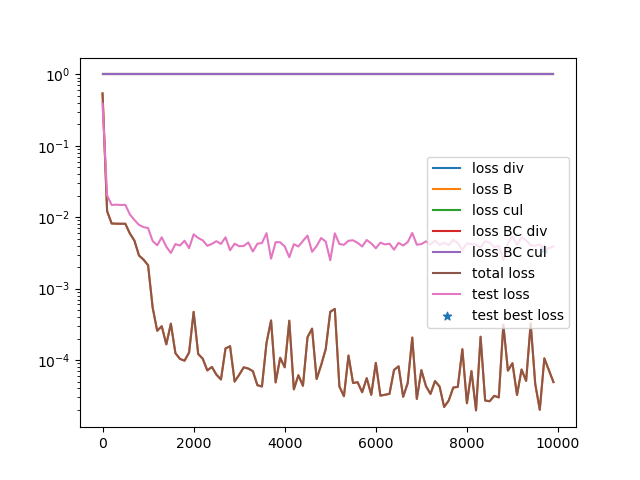 10⁰
10⁻¹
10⁻²
10⁻³
10⁻⁴
0
2000
4000
6000
8000
10000
loss div
loss B
loss cul
loss BC div
loss BC cul
total loss
test loss
test best loss